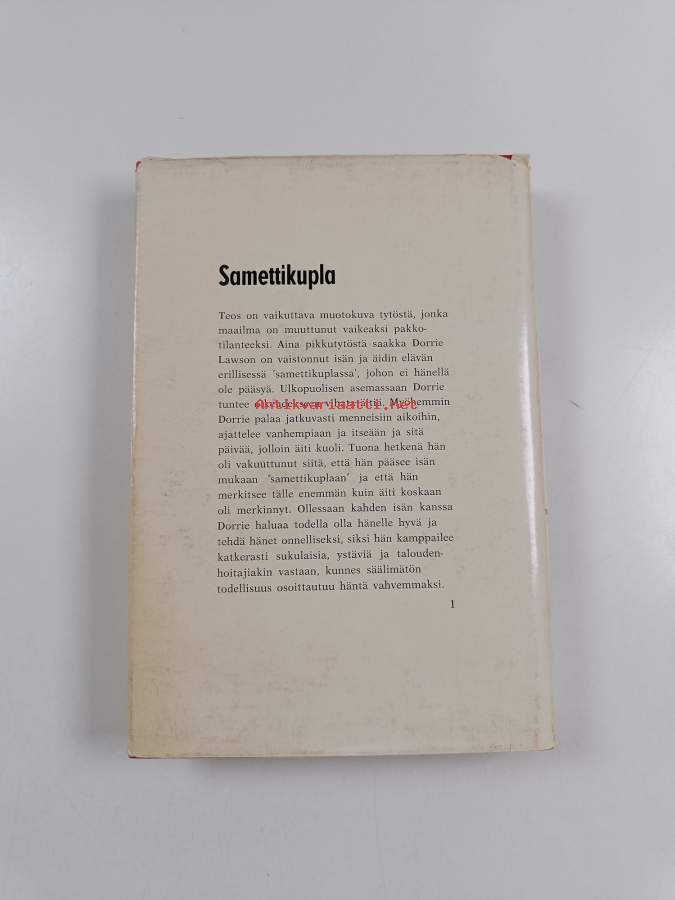 Samettikupla
Teos on vaikuttava muotokuva tytöstä, jonka
maailma on muuttunut vaikeaksi pakko-
tilanteeksi. Aina pikkutytöstä saakka Dorrie
Lawson on vaistonnut isän ja äidin elävän
erillisessä 'samettikuplassa', johon ei hänellä
ole pääsyä. Ulkopuolisen asemassaan Dorrie
tuntee äitiä. Myöhemmin
Antikvariaatti.net
Dorrie palaa jatkuvasti menneisiin aikoihin,
ajattelee vanhempiaan ja itseään ja sitä
päivää, jolloin äiti kuoli. Tuona hetkenä hän
oli vakuuttunut siitä, että hän pääsee isän
mukaan 'samettikuplaan' ja että hän
merkitsee tälle enemmän kuin äiti koskaan
oli merkinnyt. Ollessaan kahden isän kanssa
Dorrie haluaa todella olla hänelle hyvä ja
tehdä hänet onnelliseksi, siksi hän kamppailee
katkerasti sukulaisia, ystäviä ja talouden-
hoitajiakin vastaan, kunnes säälimätön
todellisuus osoittautuu häntä vahvemmaksi.
1